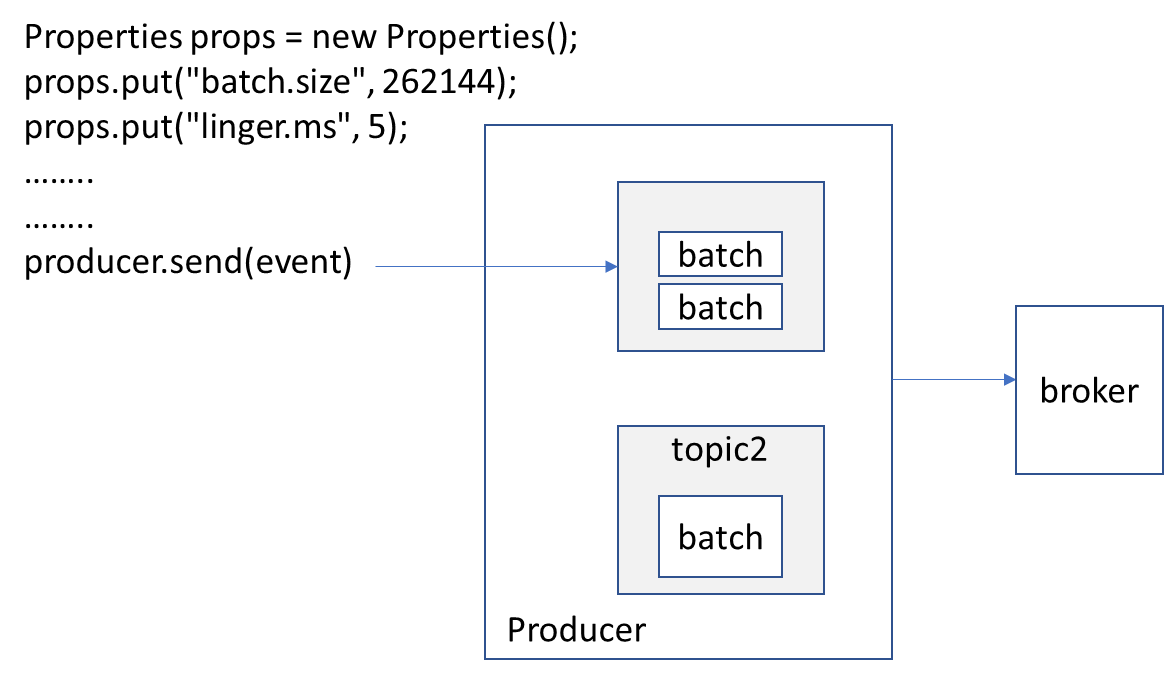 Properties props = new Properties();
props.put("batch.size", 262144);
props.put("linger.ms", 5);
........
........
producer.send(event)
batch
batch
broker
topic2
batch
Producer